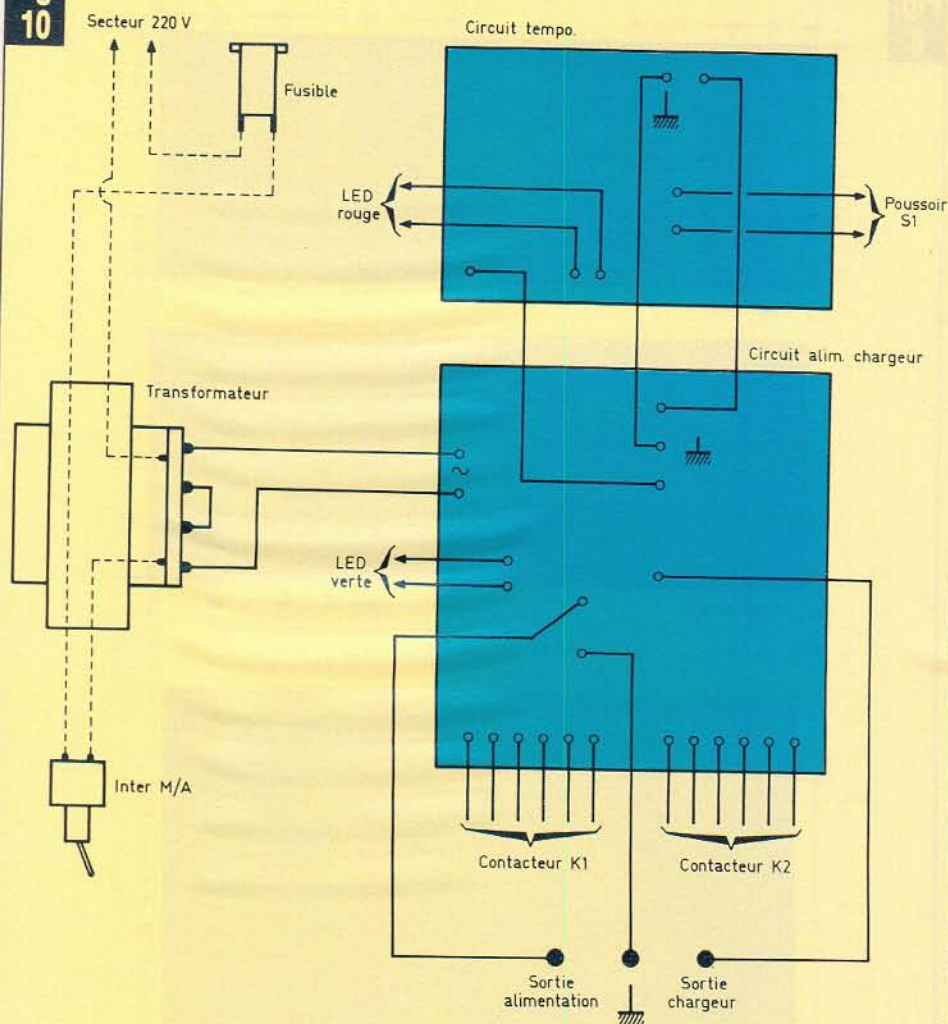 10
Secteur 220 V
Circuit tempo.
Fusible
LED
rouge
Poussoir
S1
Circuit alim. chargeur
Transformateur
~
LED
verte
Inter M/A
Contacteur K1
Contacteur K2
Sortie
alimentation
Sortie
chargeur